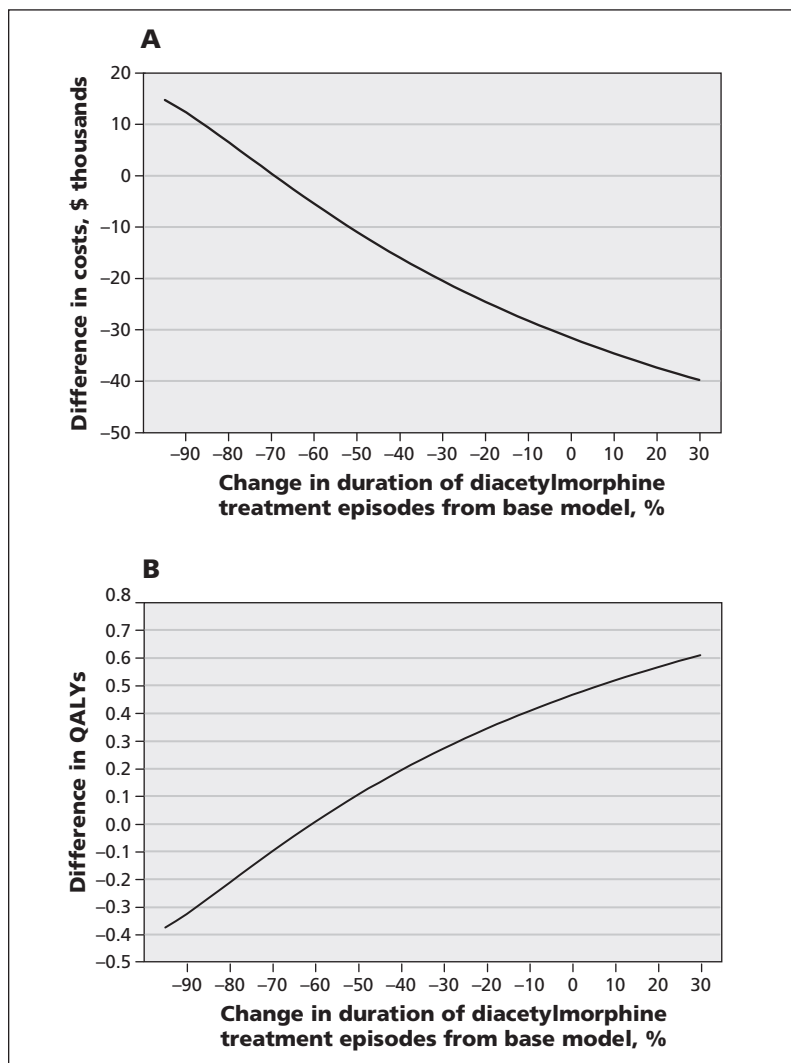 A
Difference in costs, $ thousands
20
10
0
–10
–20
–30
–40
–50
–90 –80 –70 –60 –50 –40 –30 –20 –10 0 10 20 30
Change in duration of diacetylmorphine
treatment episodes from base model, %
B
Difference in QALYs
0.8
0.7
0.6
0.5
0.4
0.3
0.2
0.1
0.0
–0.1
–0.2
–0.3
–0.4
–0.5
–90 –80 –70 –60 –50 –40 –30 –20 –10 0 10 20 30
Change in duration of diacetylmorphine
treatment episodes from base model, %